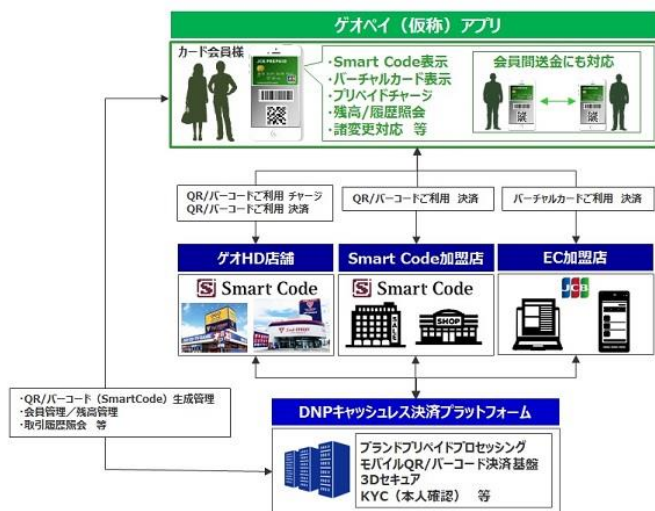 ゲオペイ（仮称）アプリ
カード会員様
JCB PREPAID
・Smart Code表示
・バーチャルカード表示
・プリペイドチャージ
・残高/履歴照会
・諸変更対応 等
会員間送金にも対応
QR/バーコードご利用 チャージ
QR/バーコードご利用 決済
QR/バーコードご利用 決済
バーチャルカードご利用 決済
ゲオHD店舗
Smart Code加盟店
EC加盟店
Smart Code
Smart Code
JCB
SALE
SHOP
・QR/バーコード（SmartCode）生成管理
・会員管理／残高管理
・取引履歴照会 等
DNPキャッシュレス決済プラットフォーム
ブランドプリペイドプロセッシング
モバイルQR/バーコード決済基盤
3Dセキュア
KYC（本人確認） 等